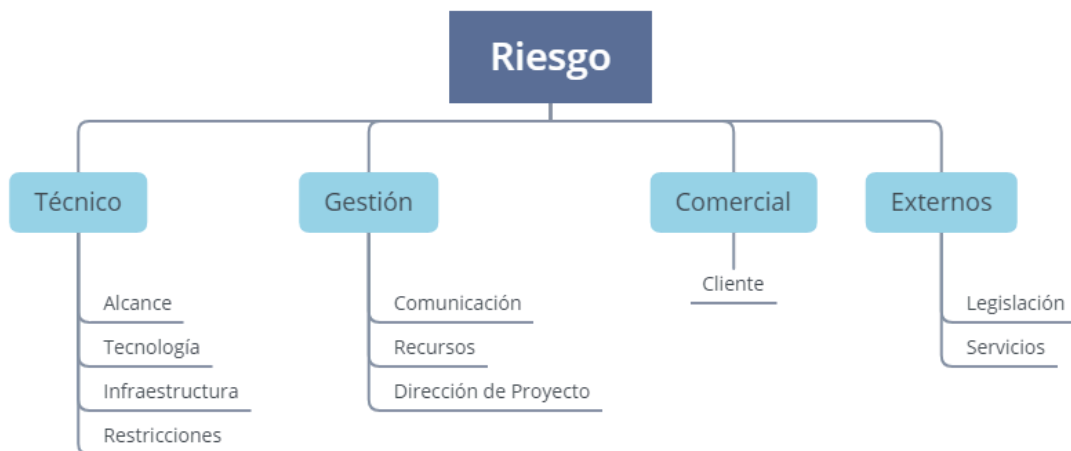 Riesgo
Técnico
Gestión
Comercial
Externos
Alcance
Tecnología
Infraestructura
Restricciones
Comunicación
Recursos
Dirección de Proyecto
Cliente
Legislación
Servicios